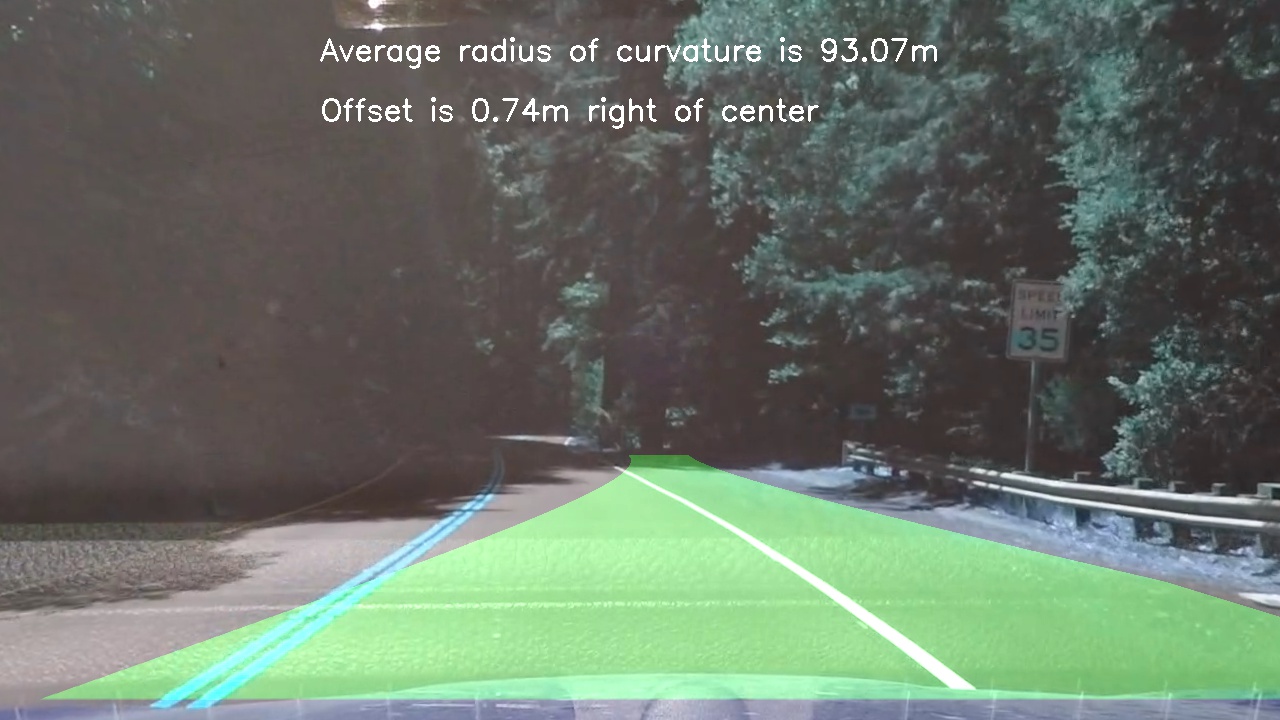 Average radius of curvature is 93.07m
Offset is 0.74m right of center
SPEED
LIMIT
35